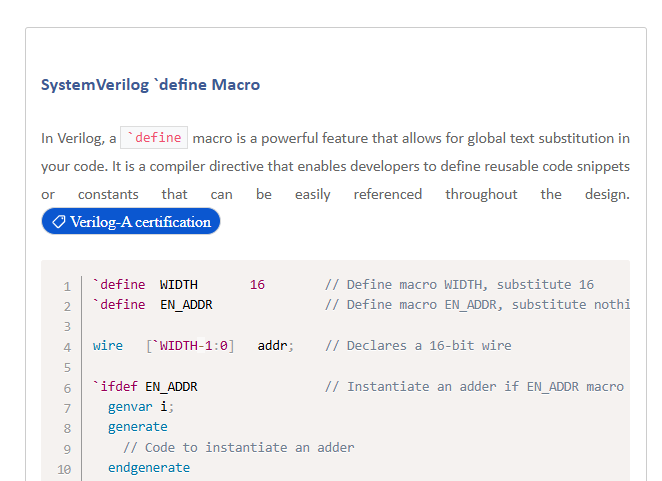 SystemVerilog `define Macro
In Verilog, a `define macro is a powerful feature that allows for global text substitution in
your code. It is a compiler directive that enables developers to define reusable code snippets
or constants that can be easily referenced throughout the design.
Verilog-A certification
1 `define WIDTH 16 // Define macro WIDTH, substitute 16
2 `define EN_ADDR // Define macro EN_ADDR, substitute nothi
3
4 wire [`WIDTH-1:0] addr; // Declares a 16-bit wire
5
6 `ifdef EN_ADDR // Instantiate an adder if EN_ADDR macro
7 genvar i;
8 generate
9 // Code to instantiate an adder
10 endgenerate